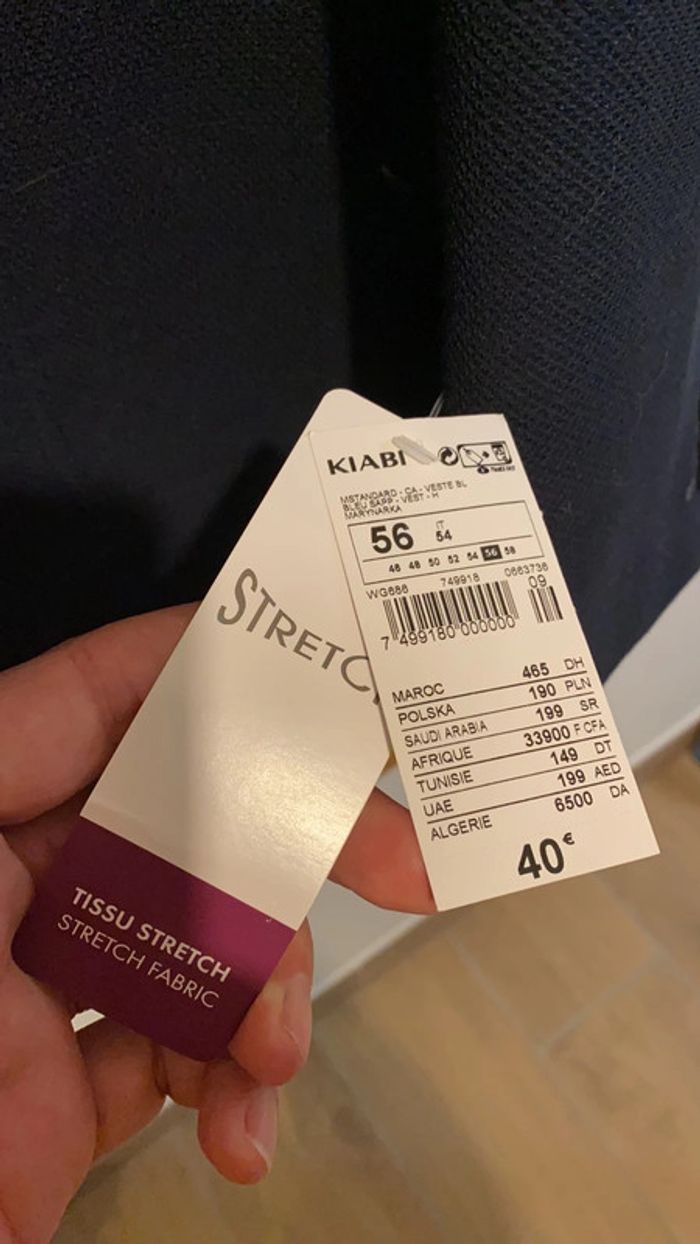 KIABI
MSTANDARD - CA - VESTE BL
BLEU SAPP - VEST - H
MARYNARKA
56 IT 54
46 48 50 52 54 56 58
WG686 749918 0663736
09
7 499180 000000
MAROC 465 DH
POLSKA 190 PLN
SAUDI ARABIA 199 SR
AFRIQUE 33900 F CFA
TUNISIE 149 DT
UAE 199 AED
ALGERIE 6500 DA
40€
STRETC
TISSU STRETCH
STRETCH FABRIC